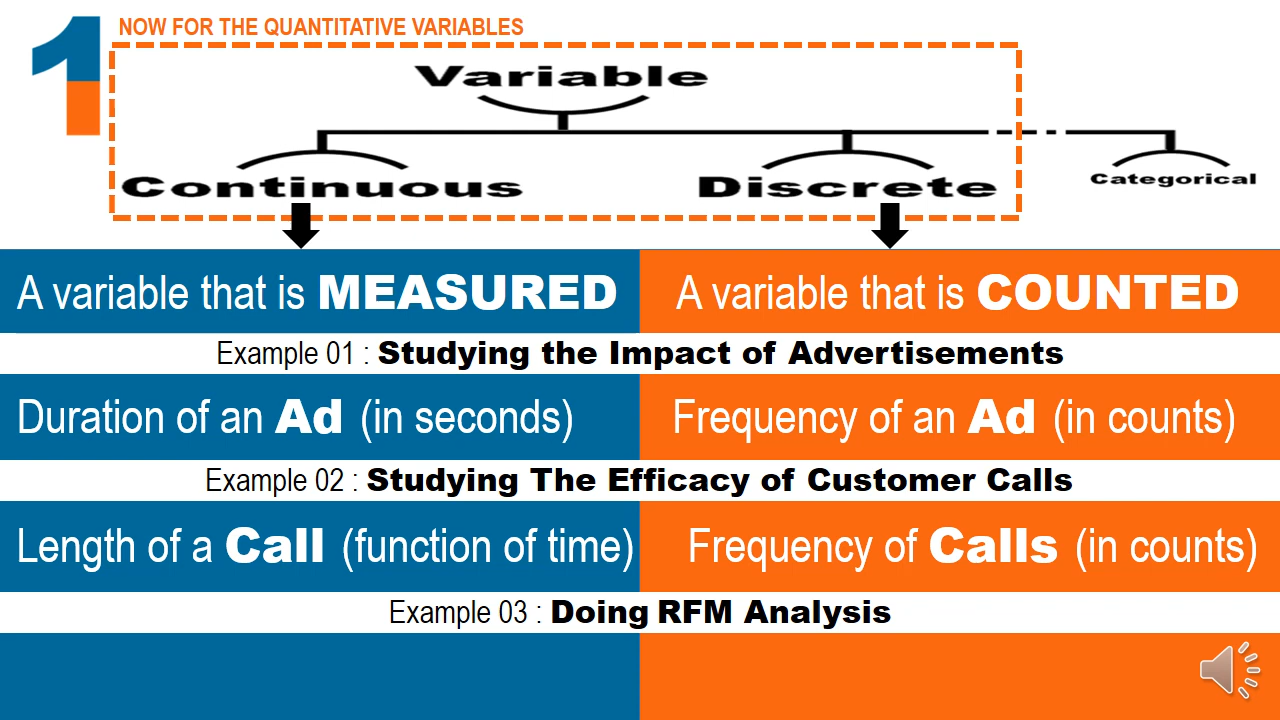 1
NOW FOR THE QUANTITATIVE VARIABLES
Variable
Continuous
Discrete
Categorical
A variable that is MEASURED
A variable that is COUNTED
Example 01 : Studying the Impact of Advertisements
Duration of an Ad (in seconds)
Frequency of an Ad (in counts)
Example 02 : Studying The Efficacy of Customer Calls
Length of a Call (function of time)
Frequency of Calls (in counts)
Example 03 : Doing RFM Analysis